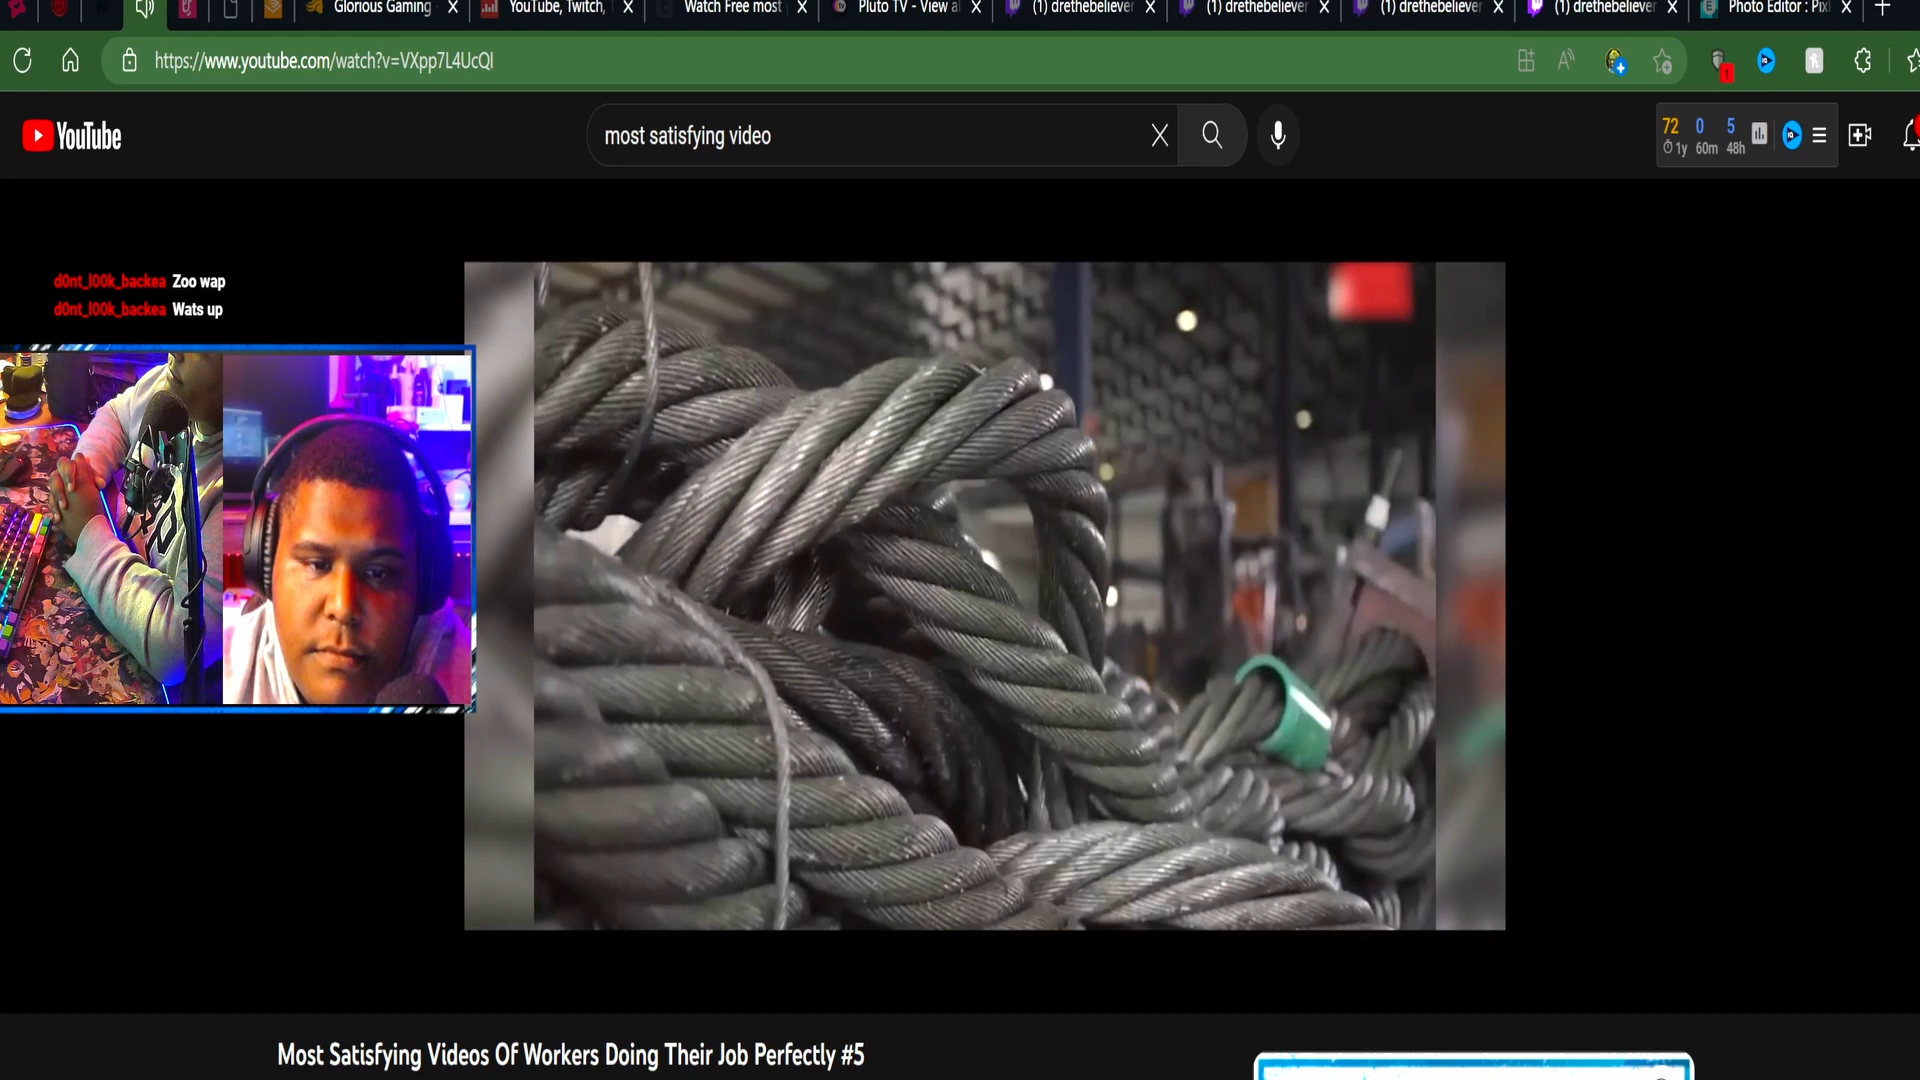 Glorious Gaming
YouTube, Twitch,
Watch Free most
Pluto TV - View al
(1) drethebeliever
(1) drethebeliever
(1) drethebeliever
(1) drethebeliever
Photo Editor : Pixl
https://www.youtube.com/watch?v=VXpp7L4UcQI
YouTube
most satisfying video
72 0 5
1y 60m 48h
d0nt_l00k_backea Zoo wap
d0nt_l00k_backea Wats up
Most Satisfying Videos Of Workers Doing Their Job Perfectly #5